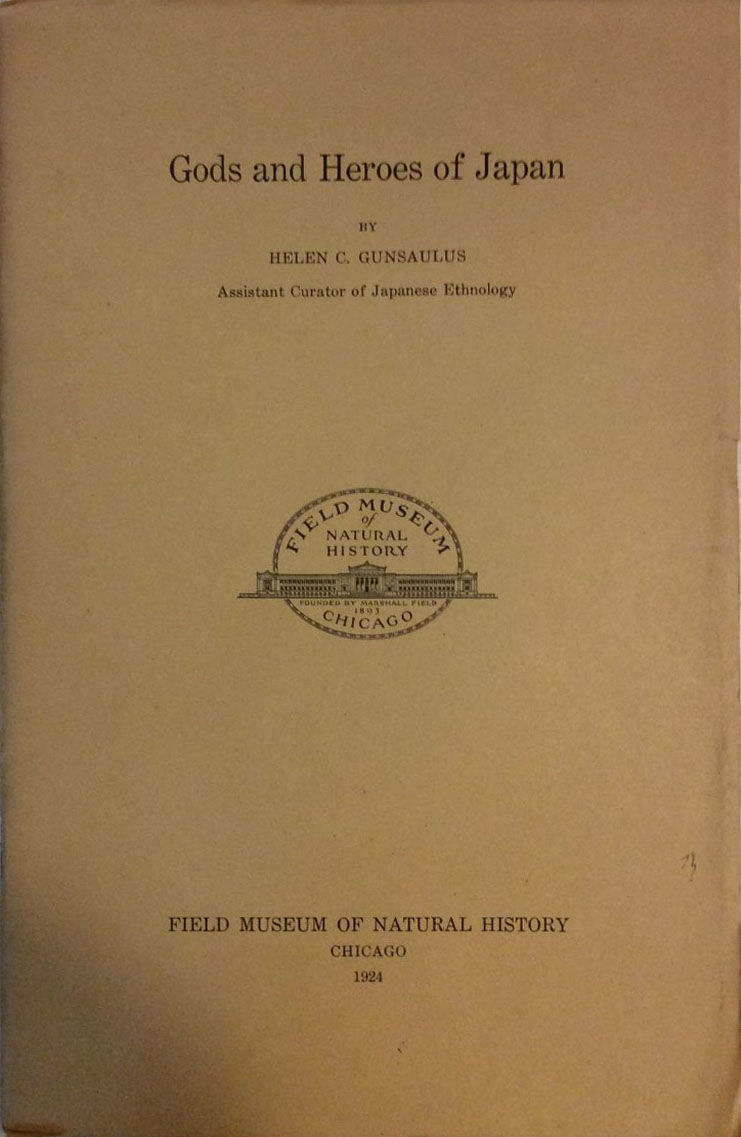 Gods and Heroes of Japan
BY
HELEN C. GUNSAULUS
Assistant Curator of Japanese Ethnology
FIELD MUSEUM
of
NATURAL
HISTORY
FOUNDED BY MARSHALL FIELD
1893
CHICAGO
FIELD MUSEUM OF NATURAL HISTORY
CHICAGO
1924